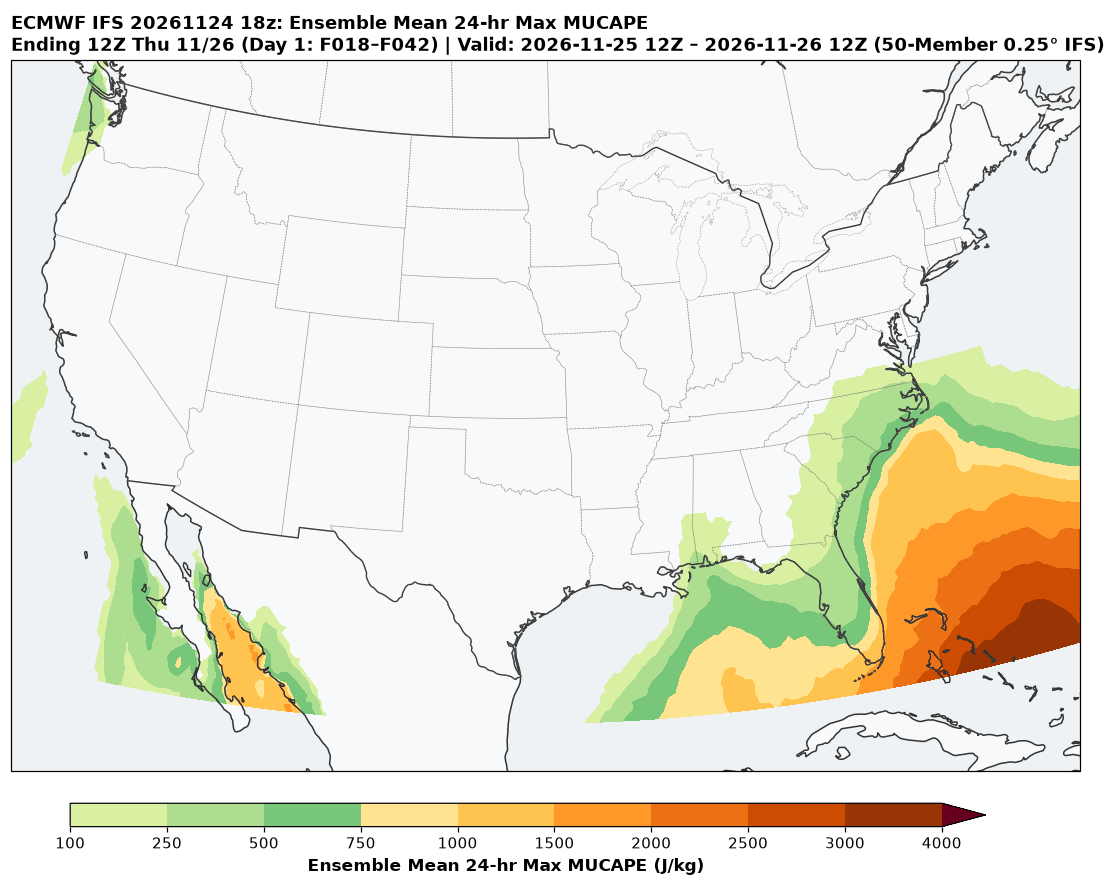 ECMWF IFS 20261124 18z: Ensemble Mean 24-hr Max MUCAPE
Ending 12Z Thu 11/26 (Day 1: F018–F042) | Valid: 2026-11-25 12Z – 2026-11-26 12Z (50-Member 0.25° IFS)
100 250 500 750 1000 1500 2000 2500 3000 4000
Ensemble Mean 24-hr Max MUCAPE (J/kg)